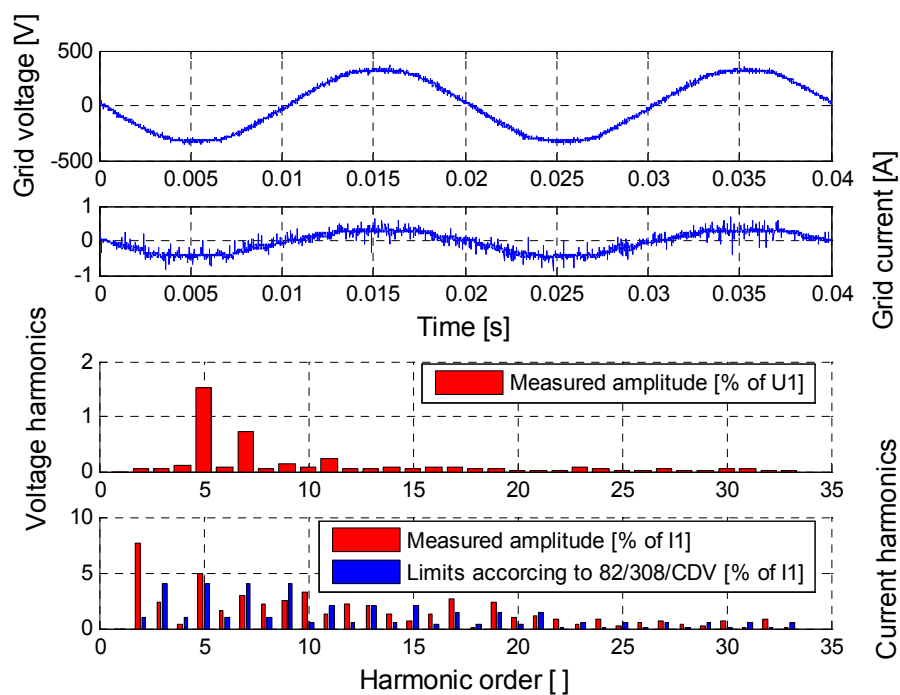 Grid voltage [V]
500
0
-500
0 0.005 0.01 0.015 0.02 0.025 0.03 0.035 0.04
Grid current [A]
1
0
-1
0 0.005 0.01 0.015 0.02 0.025 0.03 0.035 0.04
Time [s]
Voltage harmonics
2
1
0
Measured amplitude [% of U1]
0 5 10 15 20 25 30 35
Current harmonics
10
5
0
Measured amplitude [% of I1]
Limits accorcing to 82/308/CDV [% of I1]
0 5 10 15 20 25 30 35
Harmonic order [ ]